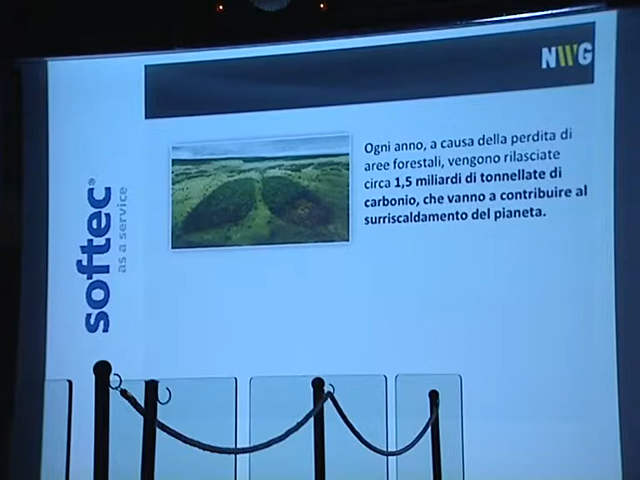 NWG
Ogni anno, a causa della perdita di
aree forestali, vengono rilasciate
circa 1,5 miliardi di tonnellate di
carbonio, che vanno a contribuire al
surriscaldamento del pianeta.
softec®
as a service